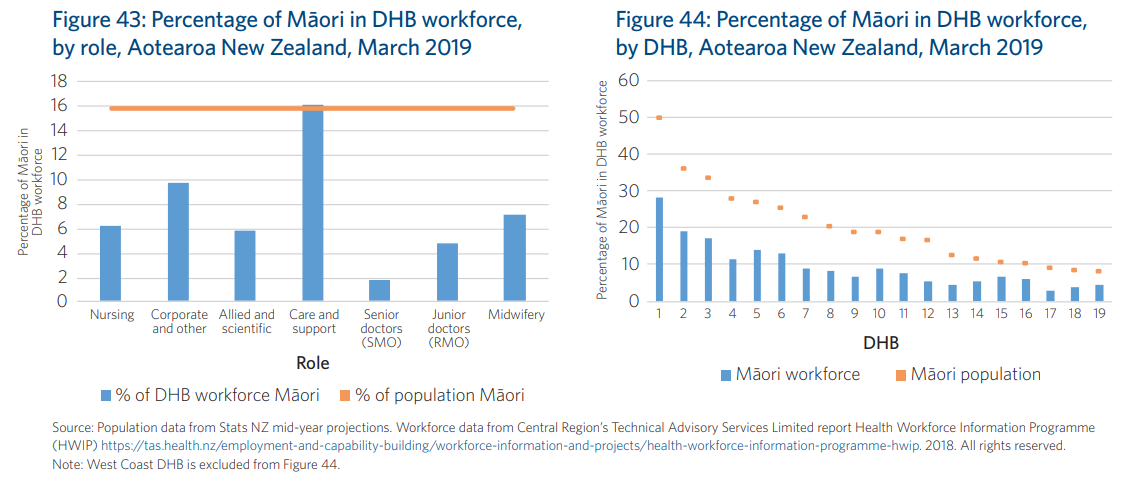 Figure 43: Percentage of Māori in DHB workforce,
by role, Aotearoa New Zealand, March 2019
Percentage of Māori in
DHB workforce
18
16
14
12
10
8
6
4
2
0
Nursing
Corporate
and other
Allied and
scientific
Care and
support
Senior
doctors
(SMO)
Junior
doctors
(RMO)
Midwifery
Role
% of DHB workforce Māori
% of population Māori
Figure 44: Percentage of Māori in DHB workforce,
by DHB, Aotearoa New Zealand, March 2019
Percentage of Māori in DHB workforce
60
50
40
30
20
10
0
1 2 3 4 5 6 7 8 9 10 11 12 13 14 15 16 17 18 19
DHB
Māori workforce
Māori population
Source: Population data from Stats NZ mid-year projections. Workforce data from Central Region’s Technical Advisory Services Limited report Health Workforce Information Programme
(HWIP) https://tas.health.nz/employment-and-capability-building/workforce-information-and-projects/health-workforce-information-programme-hwip. 2018. All rights reserved.
Note: West Coast DHB is excluded from Figure 44.